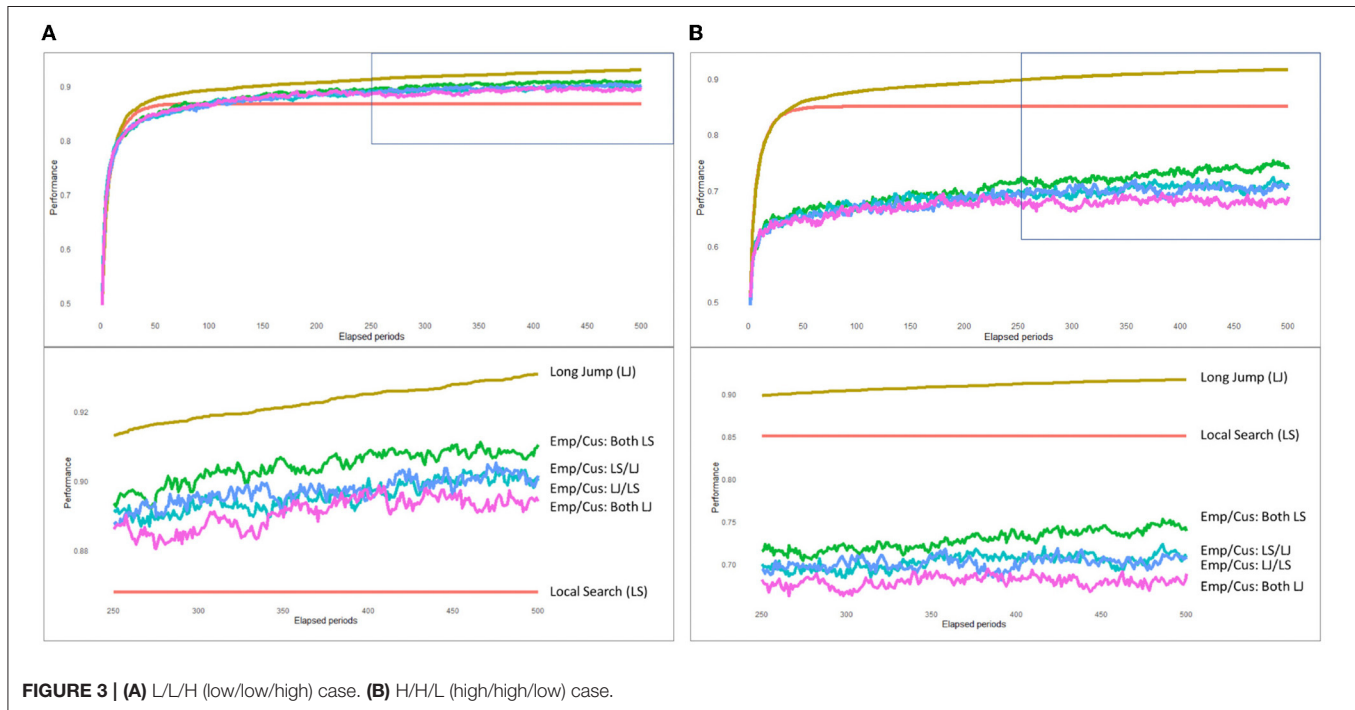 A
0.9
0.8
0.7
0.6
0.5
Performance
0 50 100 150 200 250 300 350 400 450 500
Elapsed periods
0.92
0.90
0.88
Performance
Long Jump (LJ)
Emp/Cus: Both LS
Emp/Cus: LS/LJ
Emp/Cus: LJ/LS
Emp/Cus: Both LJ
Local Search (LS)
250 300 350 400 450 500
Elapsed periods
B
0.9
0.8
0.7
0.6
0.5
Performance
0 50 100 150 200 250 300 350 400 450 500
Elapsed periods
0.90
0.85
0.80
0.75
0.70
Performance
Long Jump (LJ)
Local Search (LS)
Emp/Cus: Both LS
Emp/Cus: LS/LJ
Emp/Cus: LJ/LS
Emp/Cus: Both LJ
250 300 350 400 450 500
Elapsed periods
FIGURE 3 | (A) L/L/H (low/low/high) case. (B) H/H/L (high/high/low) case.